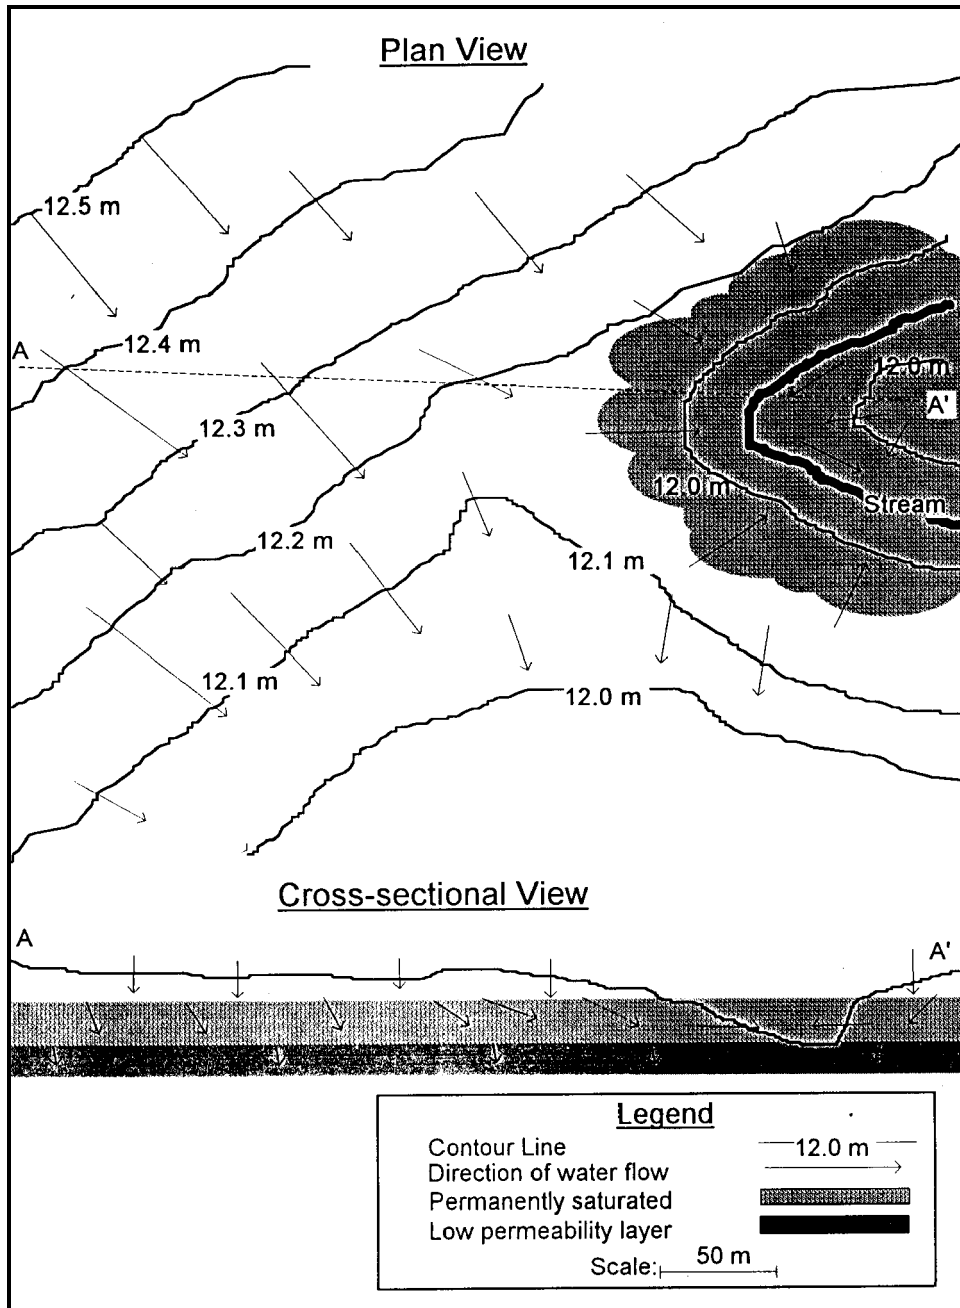 Plan View
12.5 m
12.4 m
A
12.0 m
A'
12.3 m
12.0 m
Stream
12.2 m
12.1 m
12.1 m
12.0 m
Cross-sectional View
A
A'
Legend
Contour Line
12.0 m
Direction of water flow
Permanently saturated
Low permeability layer
Scale:
50 m